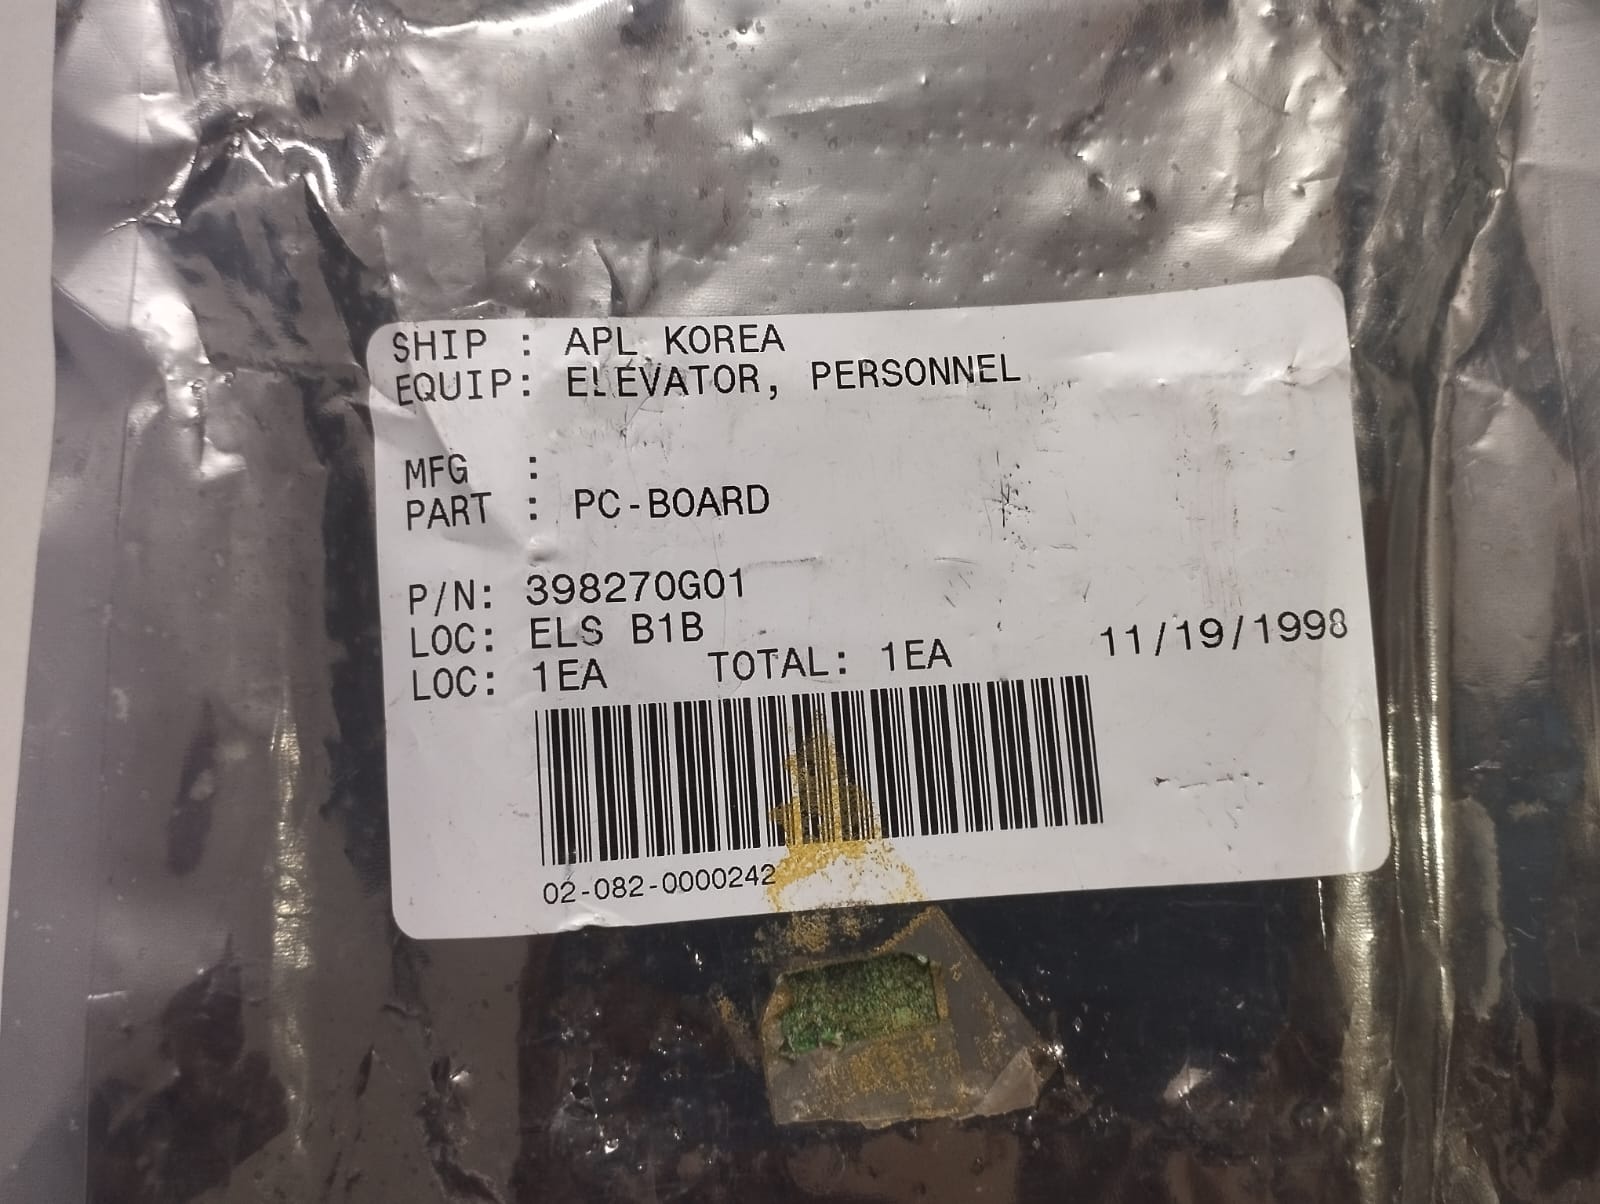 SHIP : APL KOREA
EQUIP: ELEVATOR, PERSONNEL
MFG :
PART : PC-BOARD
P/N: 398270G01
LOC: ELS B1B
LOC: 1EA TOTAL: 1EA 11/19/1998
02-082-0000242